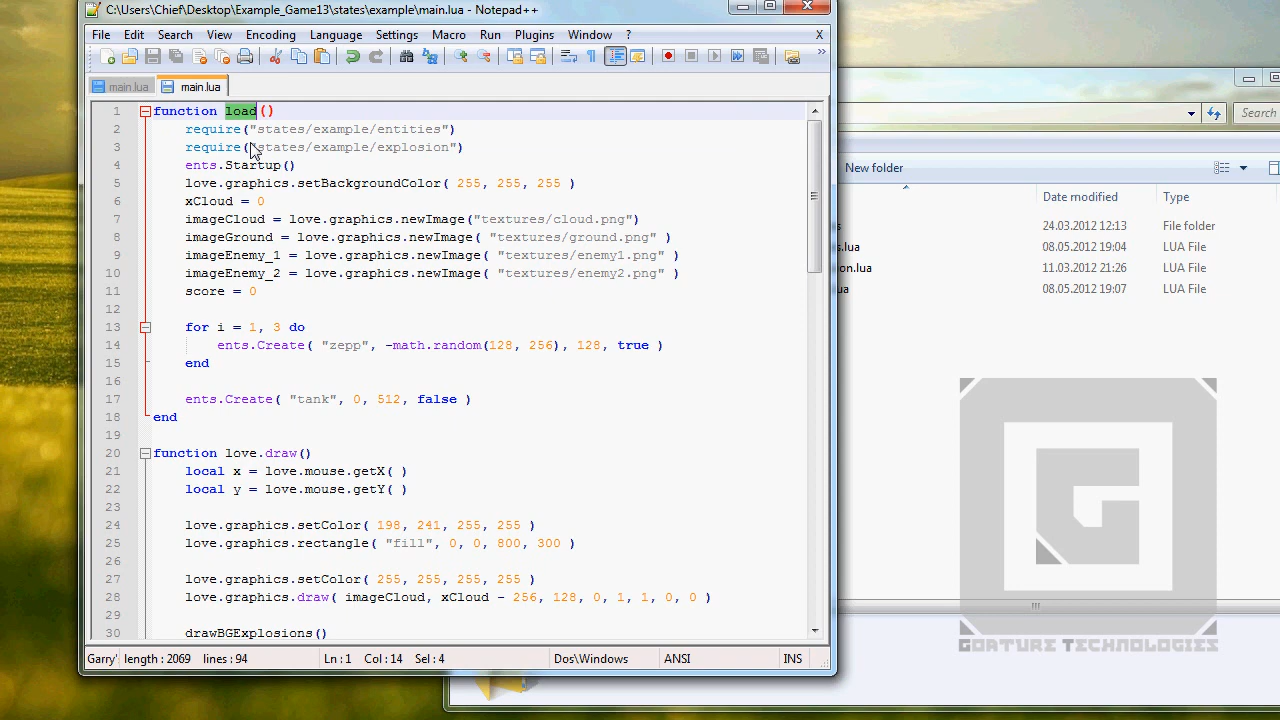 C:\Users\Chief\Desktop\Example_Game13\states\example\main.lua - Notepad++
File Edit Search View Encoding Language Settings Macro Run Plugins Window ? X
main.lua main.lua
1 function load()
2 require("states/example/entities")
3 require("states/example/explosion")
4 ents.Startup()
5 love.graphics.setBackgroundColor( 255, 255, 255 )
6 xCloud = 0
7 imageCloud = love.graphics.newImage("textures/cloud.png")
8 imageGround = love.graphics.newImage( "textures/ground.png" )
9 imageEnemy_1 = love.graphics.newImage( "textures/enemy1.png" )
10 imageEnemy_2 = love.graphics.newImage( "textures/enemy2.png" )
11 score = 0
12
13 for i = 1, 3 do
14 ents.Create( "zepp", -math.random(128, 256), 128, true )
15 end
16
17 ents.Create( "tank", 0, 512, false )
18 end
19
20 function love.draw()
21 local x = love.mouse.getX( )
22 local y = love.mouse.getY( )
23
24 love.graphics.setColor( 198, 241, 255, 255 )
25 love.graphics.rectangle( "fill", 0, 0, 800, 300 )
26
27 love.graphics.setColor( 255, 255, 255, 255 )
28 love.graphics.draw( imageCloud, xCloud - 256, 128, 0, 1, 1, 0, 0 )
29
30 drawBGExplosions()
Garry' length : 2069 lines : 94 Ln : 1 Col : 14 Sel : 4 Dos\Windows ANSI INS
Search
New folder
Date modified Type
s 24.03.2012 12:13 File folder
s.lua 08.05.2012 19:04 LUA File
on.lua 11.03.2012 21:26 LUA File
ua 08.05.2012 19:07 LUA File
Goature Technologies